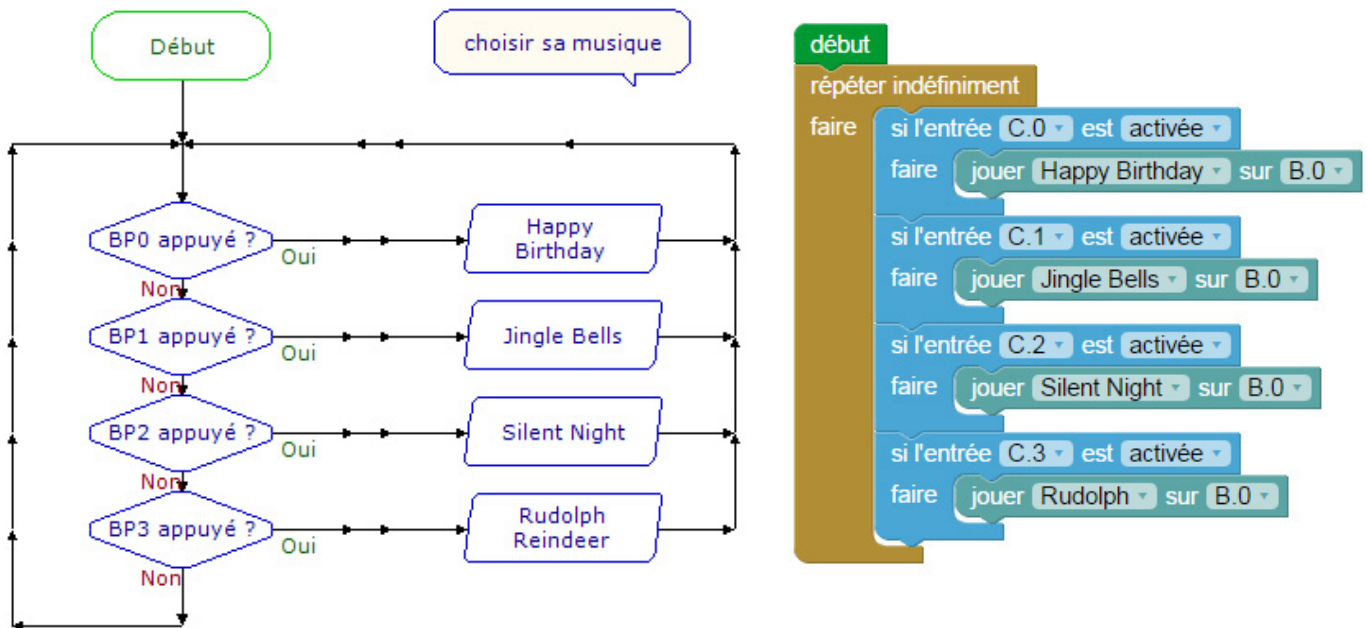 Début
choisir sa musique
BP0 appuyé ?
Oui
Happy
Birthday
Non
BP1 appuyé ?
Oui
Jingle Bells
Non
BP2 appuyé ?
Oui
Silent Night
Non
BP3 appuyé ?
Oui
Rudolph
Reindeer
Non
début
répéter indéfiniment
faire
si l'entrée C.0 est activée
faire jouer Happy Birthday sur B.0
si l'entrée C.1 est activée
faire jouer Jingle Bells sur B.0
si l'entrée C.2 est activée
faire jouer Silent Night sur B.0
si l'entrée C.3 est activée
faire jouer Rudolph sur B.0